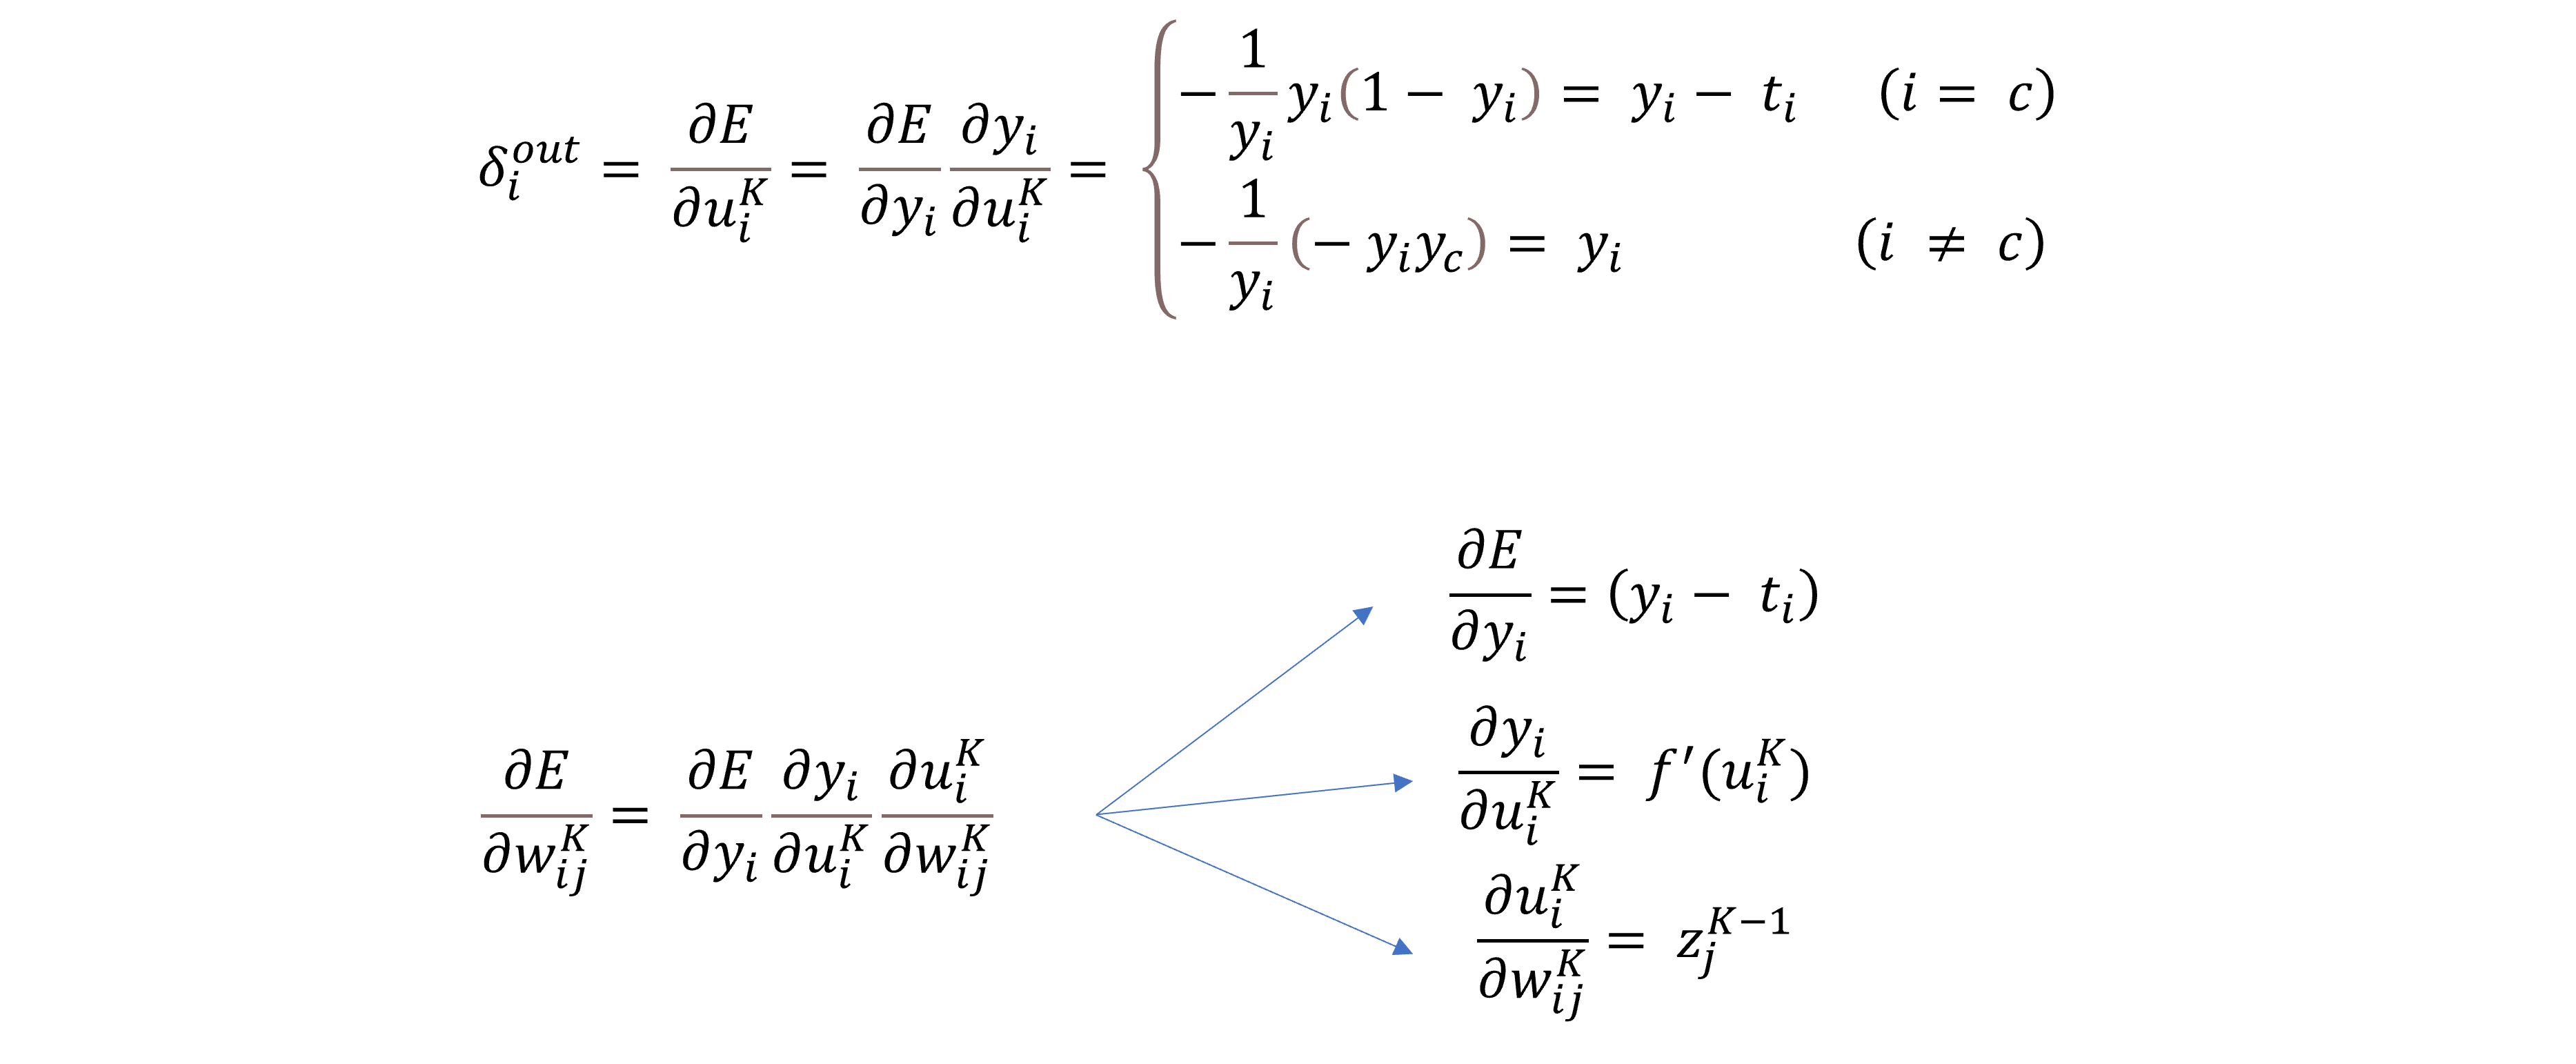 $\delta_i^{out} = \frac{\partial E}{\partial u_i^K} = \frac{\partial E}{\partial y_i} \frac{\partial y_i}{\partial u_i^K} = \begin{cases} -\frac{1}{y_i} y_i (1 - y_i) = y_i - t_i & (i = c) \\ -\frac{1}{y_i} (-y_i y_c) = y_i & (i \neq c) \end{cases}$
$\frac{\partial E}{\partial w_{ij}^K} = \frac{\partial E}{\partial y_i} \frac{\partial y_i}{\partial u_i^K} \frac{\partial u_i^K}{\partial w_{ij}^K}$
$\frac{\partial E}{\partial y_i} = (y_i - t_i)$
$\frac{\partial y_i}{\partial u_i^K} = f'(u_i^K)$
$\frac{\partial u_i^K}{\partial w_{ij}^K} = z_j^{K-1}$